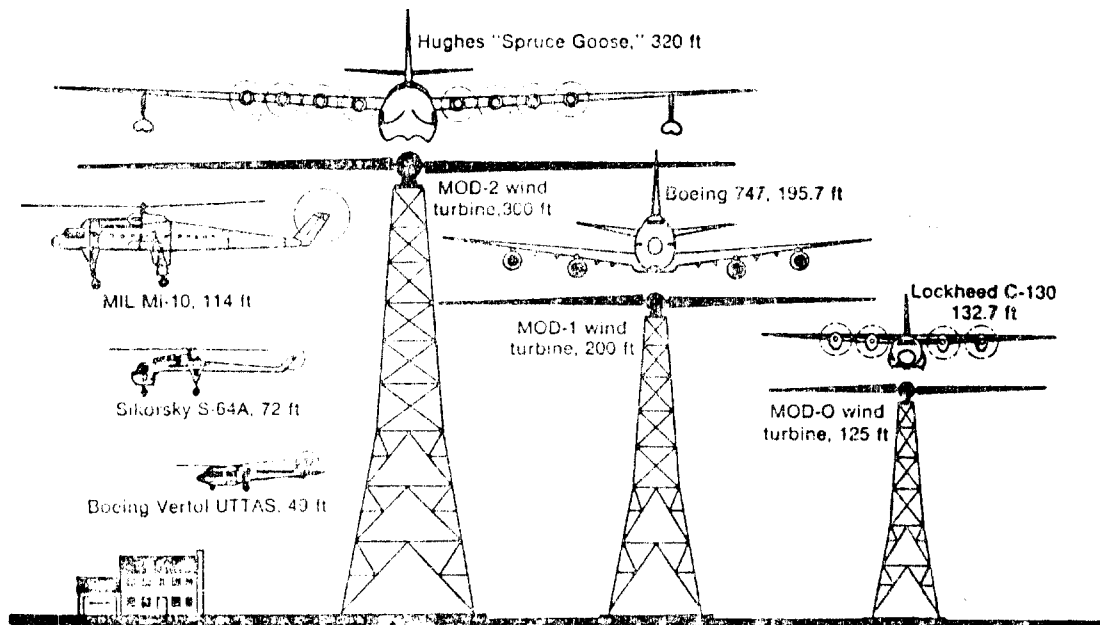 Hughes "Spruce Goose," 320 ft
MOD-2 wind
turbine,300 ft
Boeing 747, 195.7 ft
MIL Mi-10, 114 ft
Lockheed C-130
132.7 ft
MOD-1 wind
turbine, 200 ft
Sikorsky S-64A, 72 ft
MOD-O wind
turbine, 125 ft
Boeing Vertol UTTAS, 49 ft